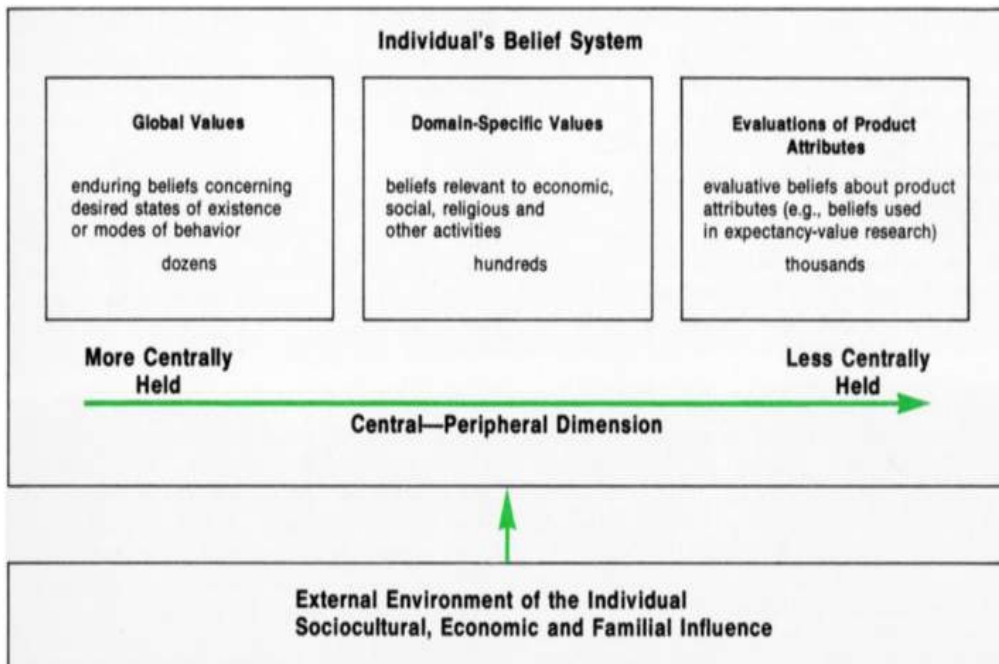 Individual's Belief System
Global Values
enduring beliefs concerning
desired states of existence
or modes of behavior
dozens
Domain-Specific Values
beliefs relevant to economic,
social, religious and
other activities
hundreds
Evaluations of Product
Attributes
evaluative beliefs about product
attributes (e.g., beliefs used
in expectancy-value research)
thousands
More Centrally
Held
Less Centrally
Held
Central—Peripheral Dimension
External Environment of the Individual
Sociocultural, Economic and Familial Influence